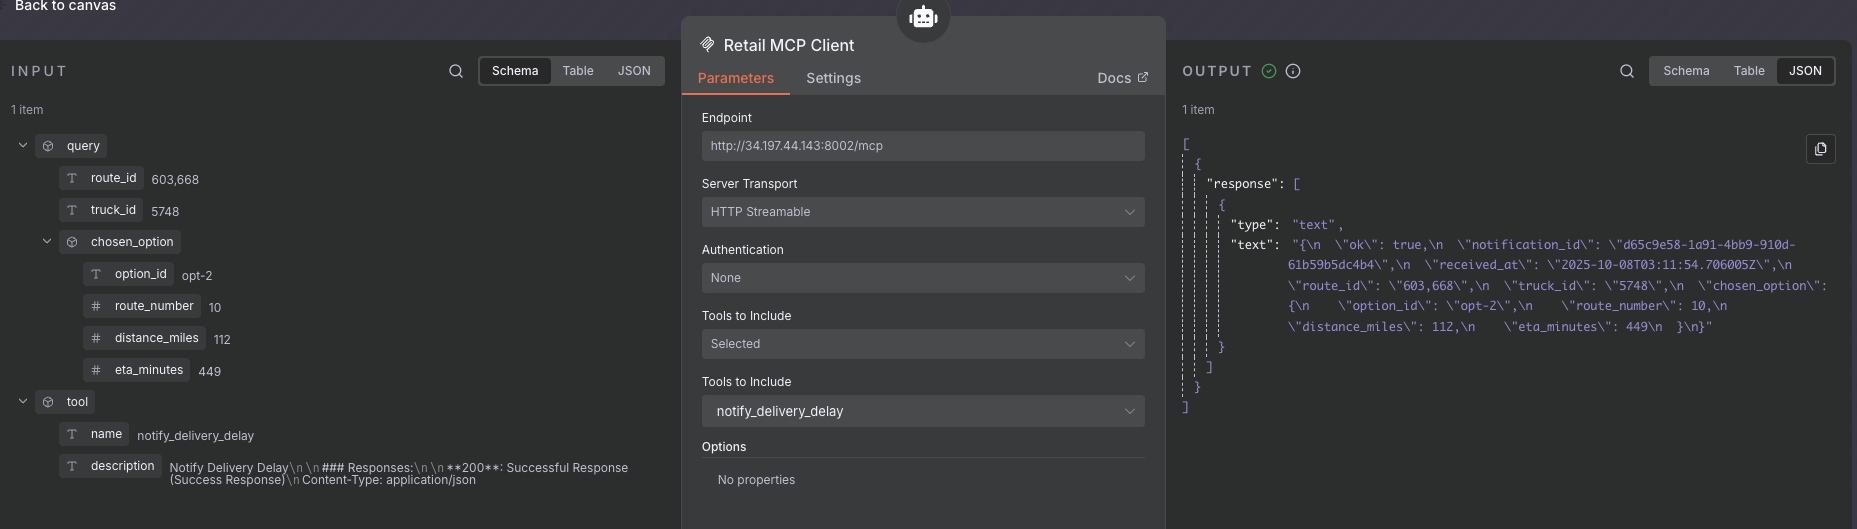 Back to canvas
INPUT
Schema
Table
JSON
1 item
query
route_id 603,668
truck_id 5748
chosen_option
option_id opt-2
route_number 10
distance_miles 112
eta_minutes 449
tool
name notify_delivery_delay
description Notify Delivery Delay\n \n ### Responses:\n \n **200**: Successful Response
(Success Response)\n Content-Type: application/json
Retail MCP Client
Parameters
Settings
Docs
Endpoint
http://34.197.44.143:8002/mcp
Server Transport
HTTP Streamable
Authentication
None
Tools to Include
Selected
Tools to Include
notify_delivery_delay
Options
No properties
OUTPUT
Schema
Table
JSON
1 item
[
{
"response": [
{
"type": "text",
"text": "{\n  \"ok\": true,\n  \"notification_id\": \"d65c9e58-1a91-4bb9-910d-
61b59b5dc4b4\",\n  \"received_at\": \"2025-10-08T03:11:54.706005Z\",\n
\"route_id\": \"603,668\",\n  \"truck_id\": \"5748\",\n  \"chosen_option\":
{\n    \"option_id\": \"opt-2\",\n    \"route_number\": 10,\n
\"distance_miles\": 112,\n    \"eta_minutes\": 449\n  }\n}"
}
]
}
]